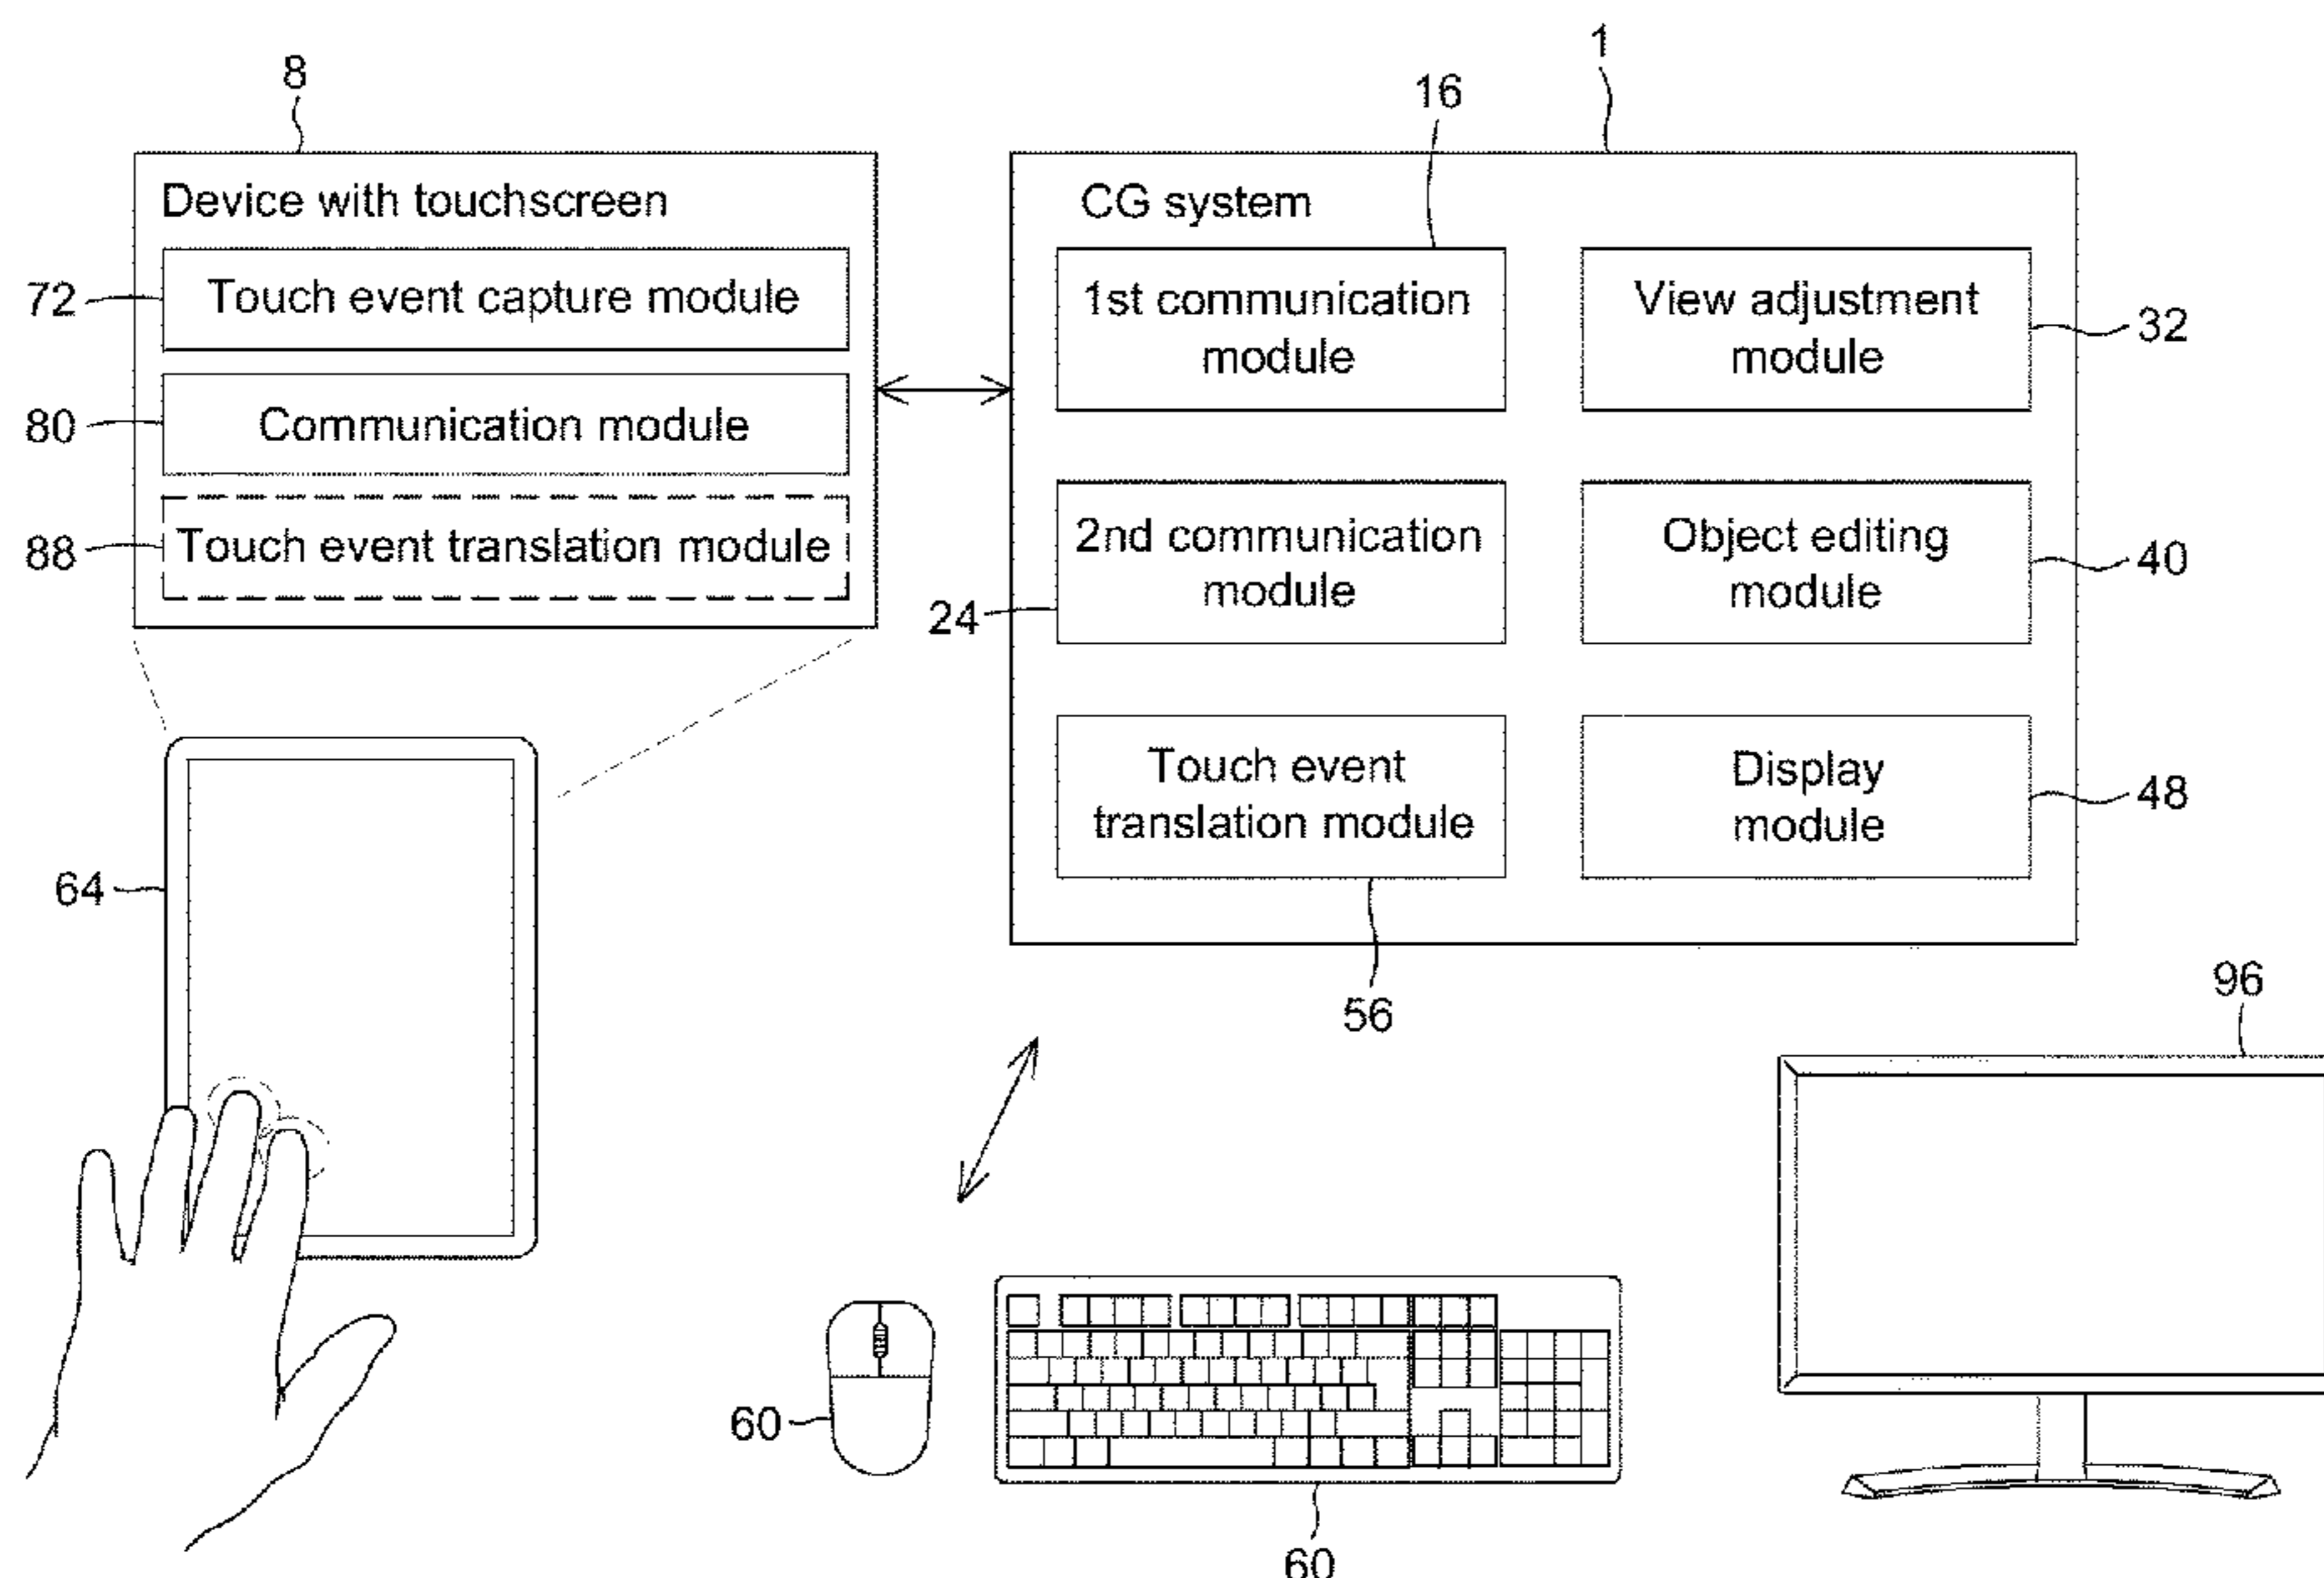 1
8
16
Device with touchscreen
CG system
72
Touch event capture module
1st communication
module
View adjustment
module
32
80
Communication module
88
Touch event translation module
2nd communication
module
24
Object editing
module
40
Touch event
translation module
Display
module
48
64
56
96
60
60